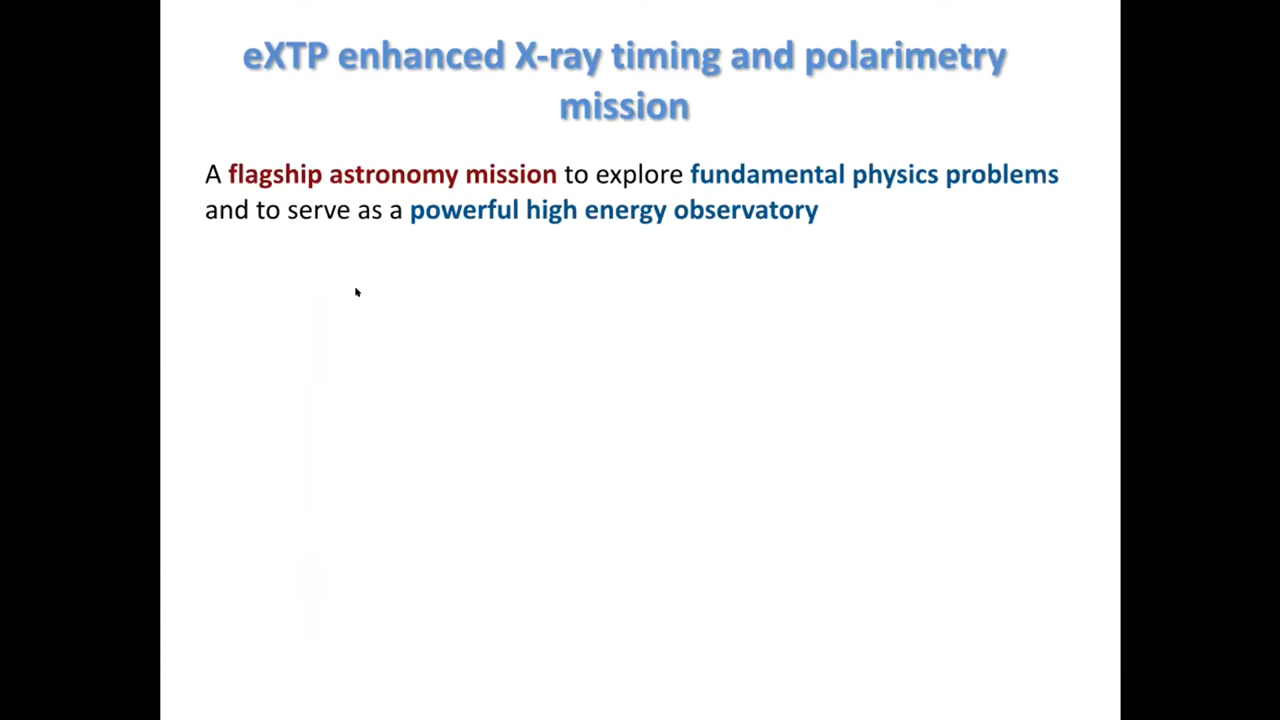 eXTP enhanced X-ray timing and polarimetry
mission
A flagship astronomy mission to explore fundamental physics problems
and to serve as a powerful high energy observatory